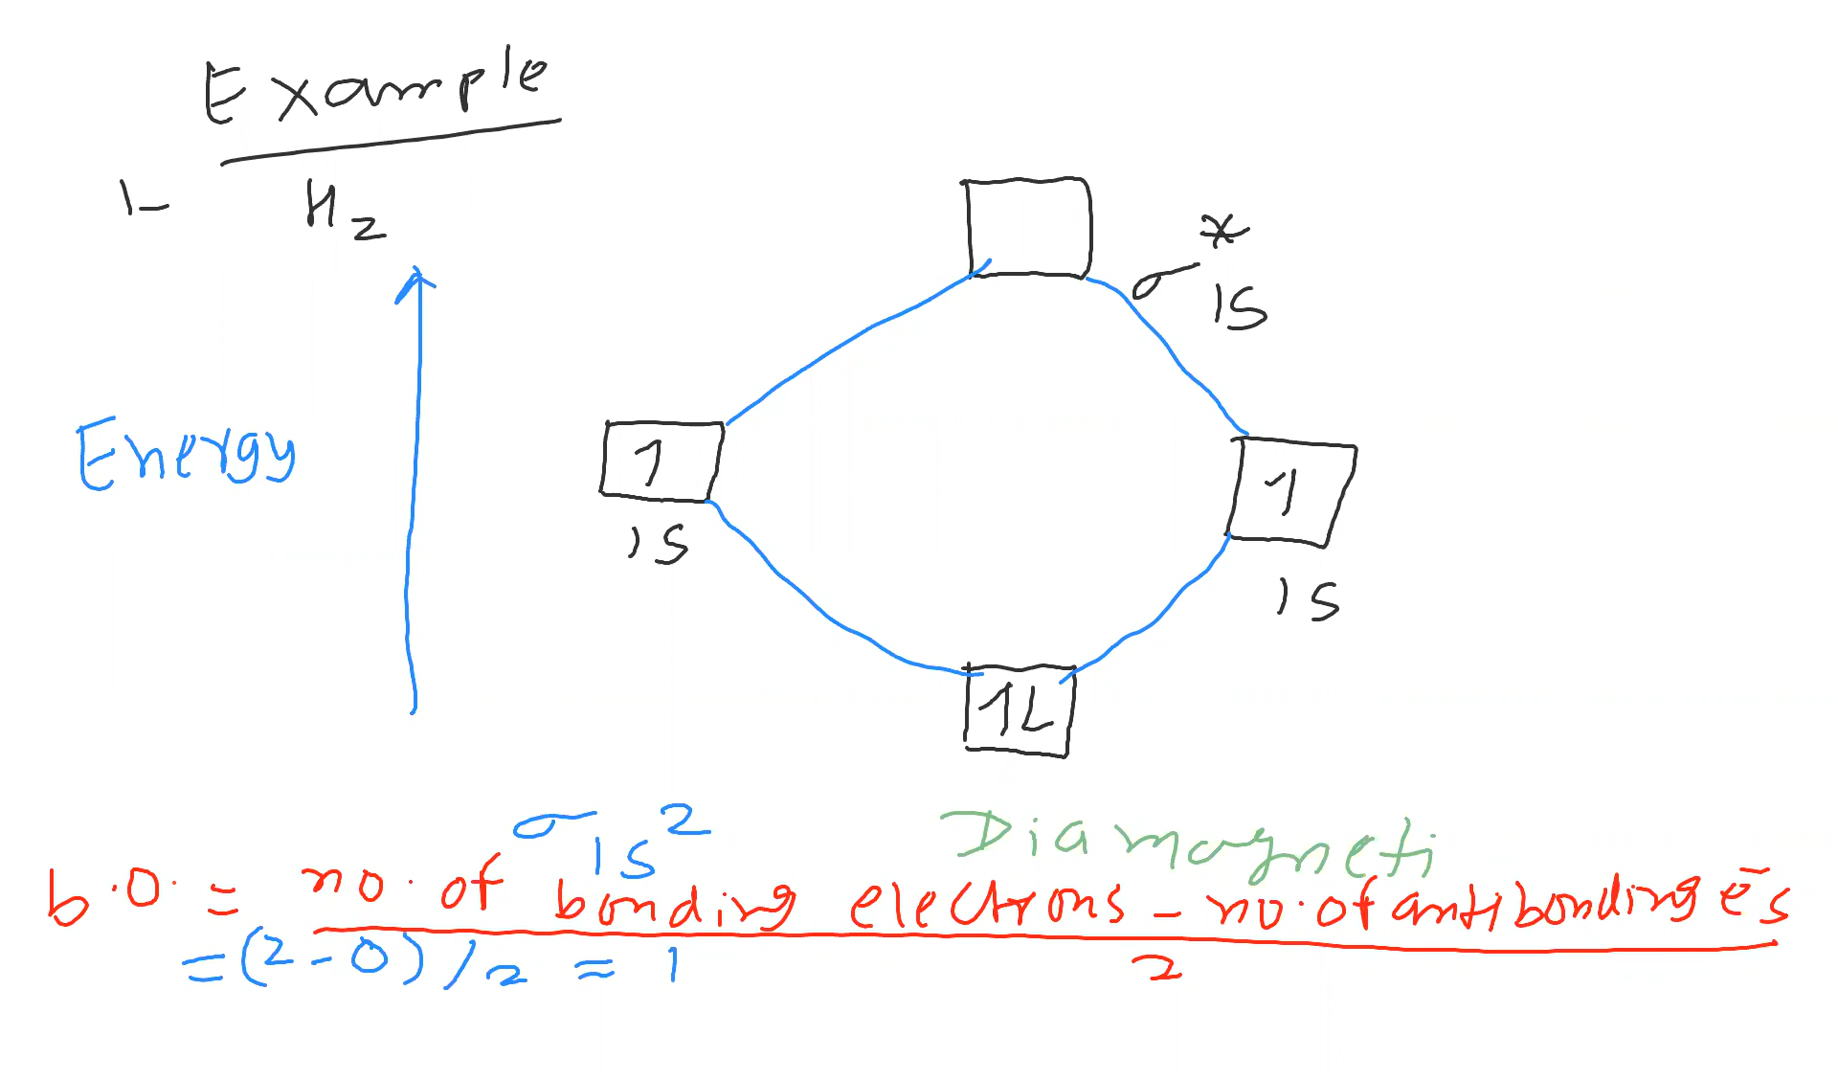 Example
1- H2
σ* 1s
Energy
1
1
1s
1s
1L
σ1s²
Diamagneti
b.o. = no. of bonding electrons - no. of antibonding ēs
2
= (2-0)/2 = 1